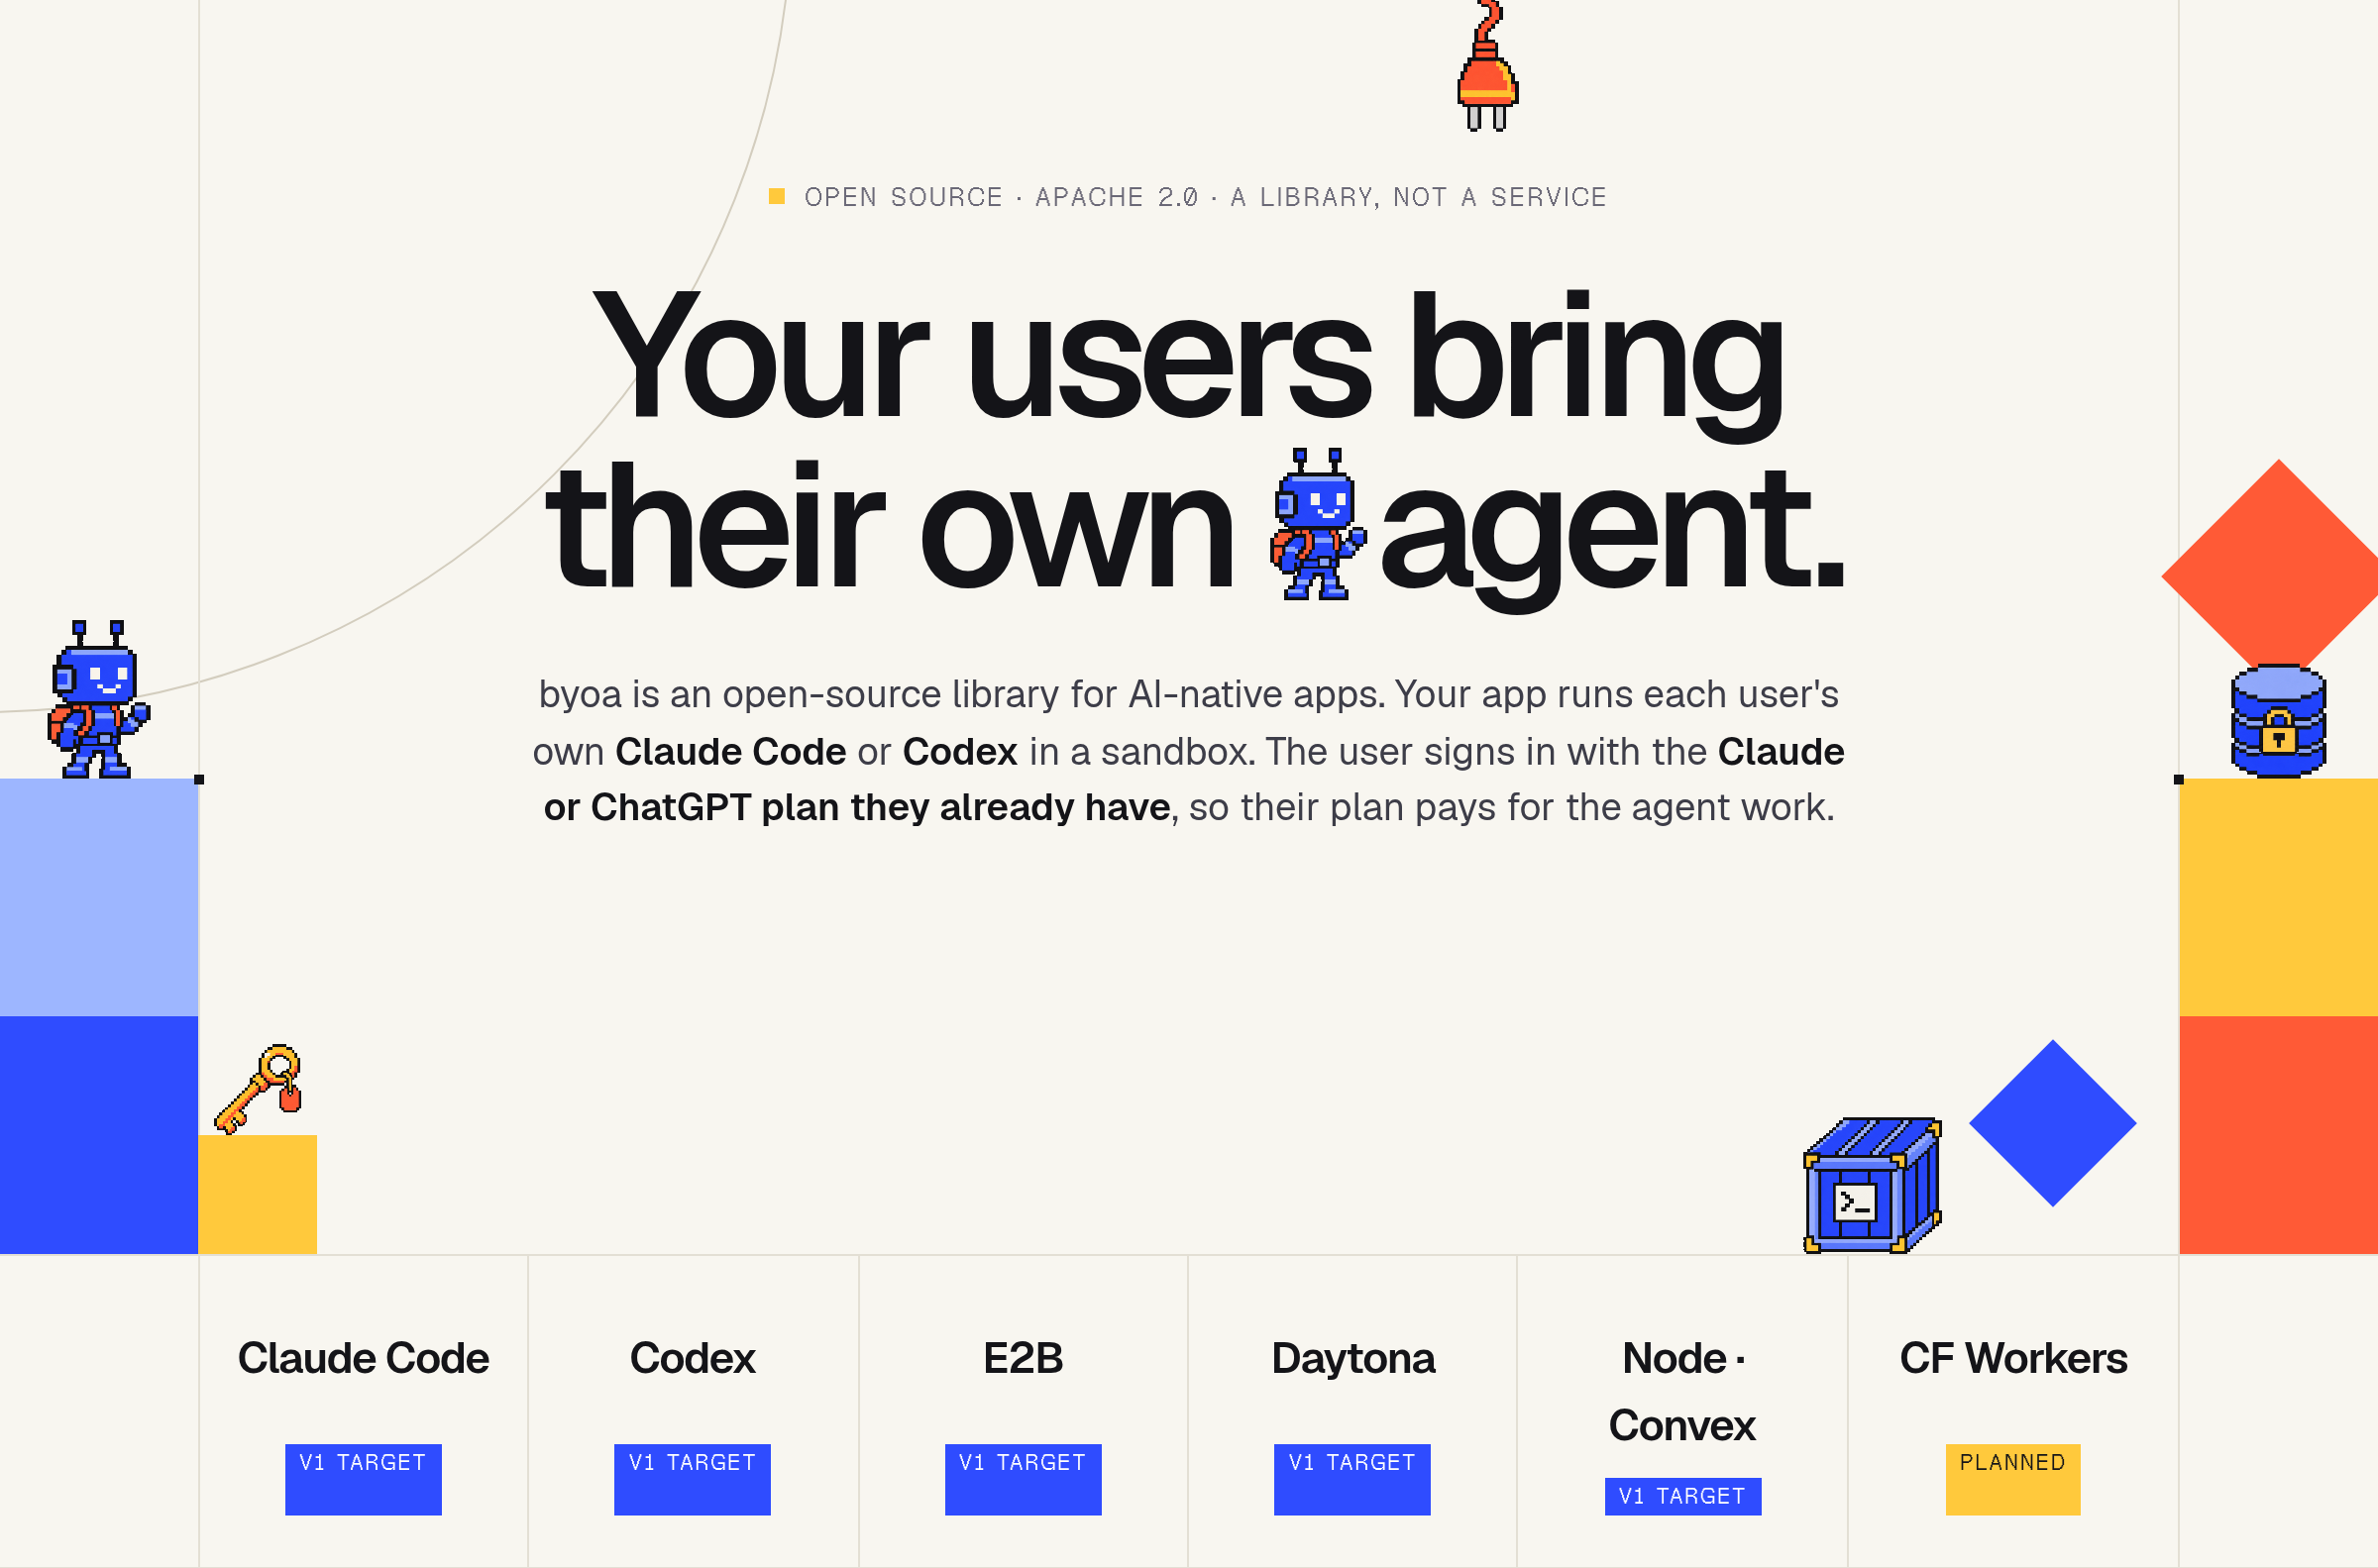 OPEN SOURCE · APACHE 2.0 · A LIBRARY, NOT A SERVICE
Your users bring
their own agent.
byoa is an open-source library for AI-native apps. Your app runs each user's
own Claude Code or Codex in a sandbox. The user signs in with the Claude
or ChatGPT plan they already have, so their plan pays for the agent work.
>_
Claude Code
V1 TARGET
Codex
V1 TARGET
E2B
V1 TARGET
Daytona
V1 TARGET
Node ·
Convex
V1 TARGET
CF Workers
PLANNED